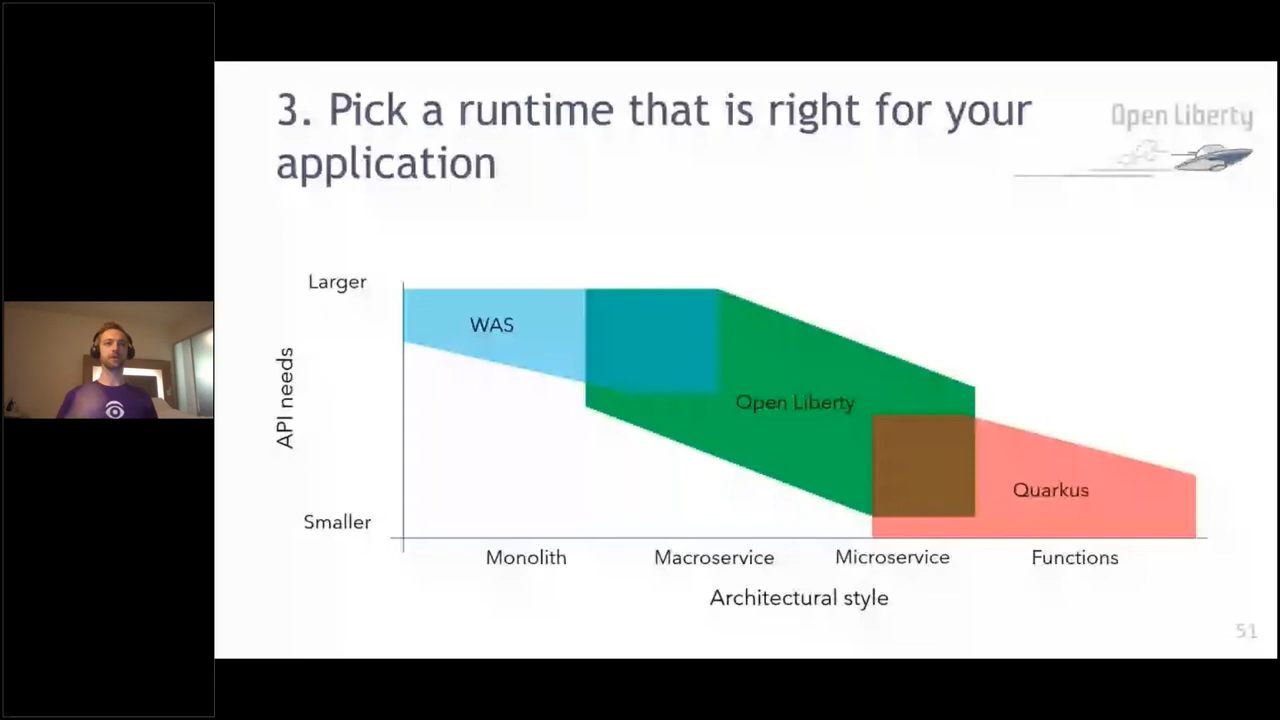 3. Pick a runtime that is right for your
application
Open Liberty
Larger
WAS
API needs
Open Liberty
Quarkus
Smaller
Monolith
Macroservice
Microservice
Functions
Architectural style
51